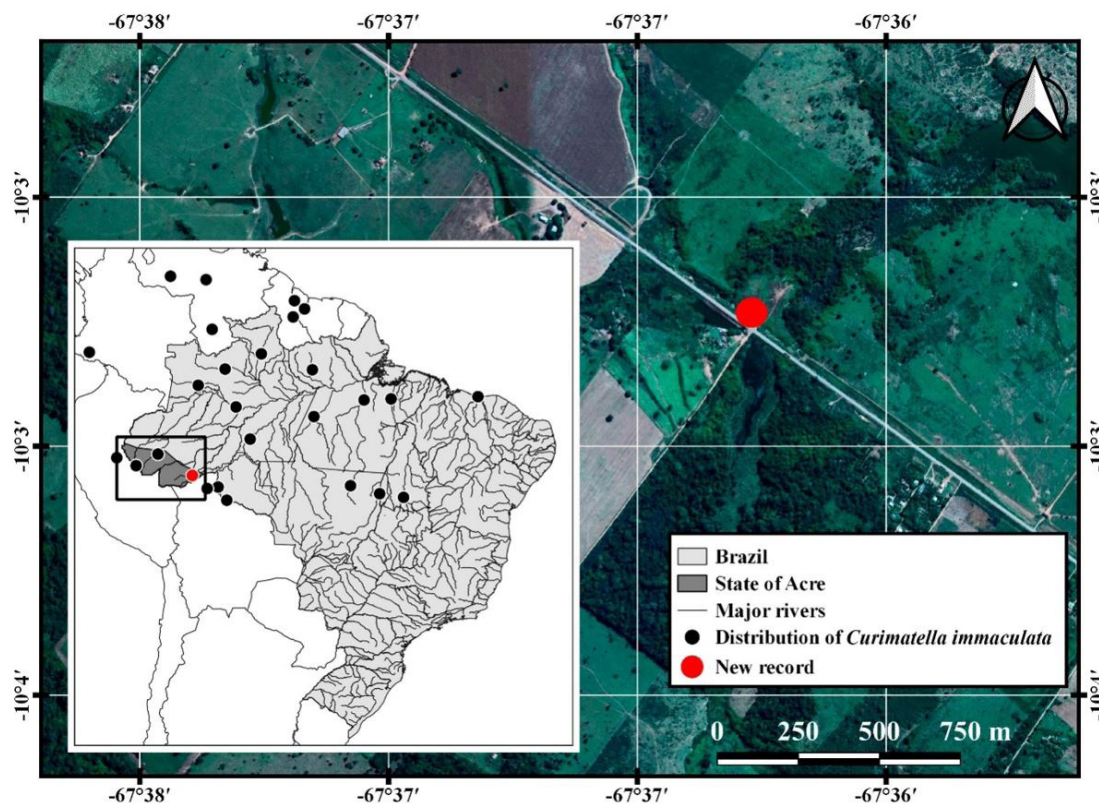 -67°38' -67°37' -67°37' -67°36'
-10°3'
-10°3'
-10°3'
-10°3'
-10°4'
-10°4'
Brazil
State of Acre
Major rivers
Distribution of Curimatella immaculata
New record
0 250 500 750 m
-67°38' -67°37' -67°37' -67°36'